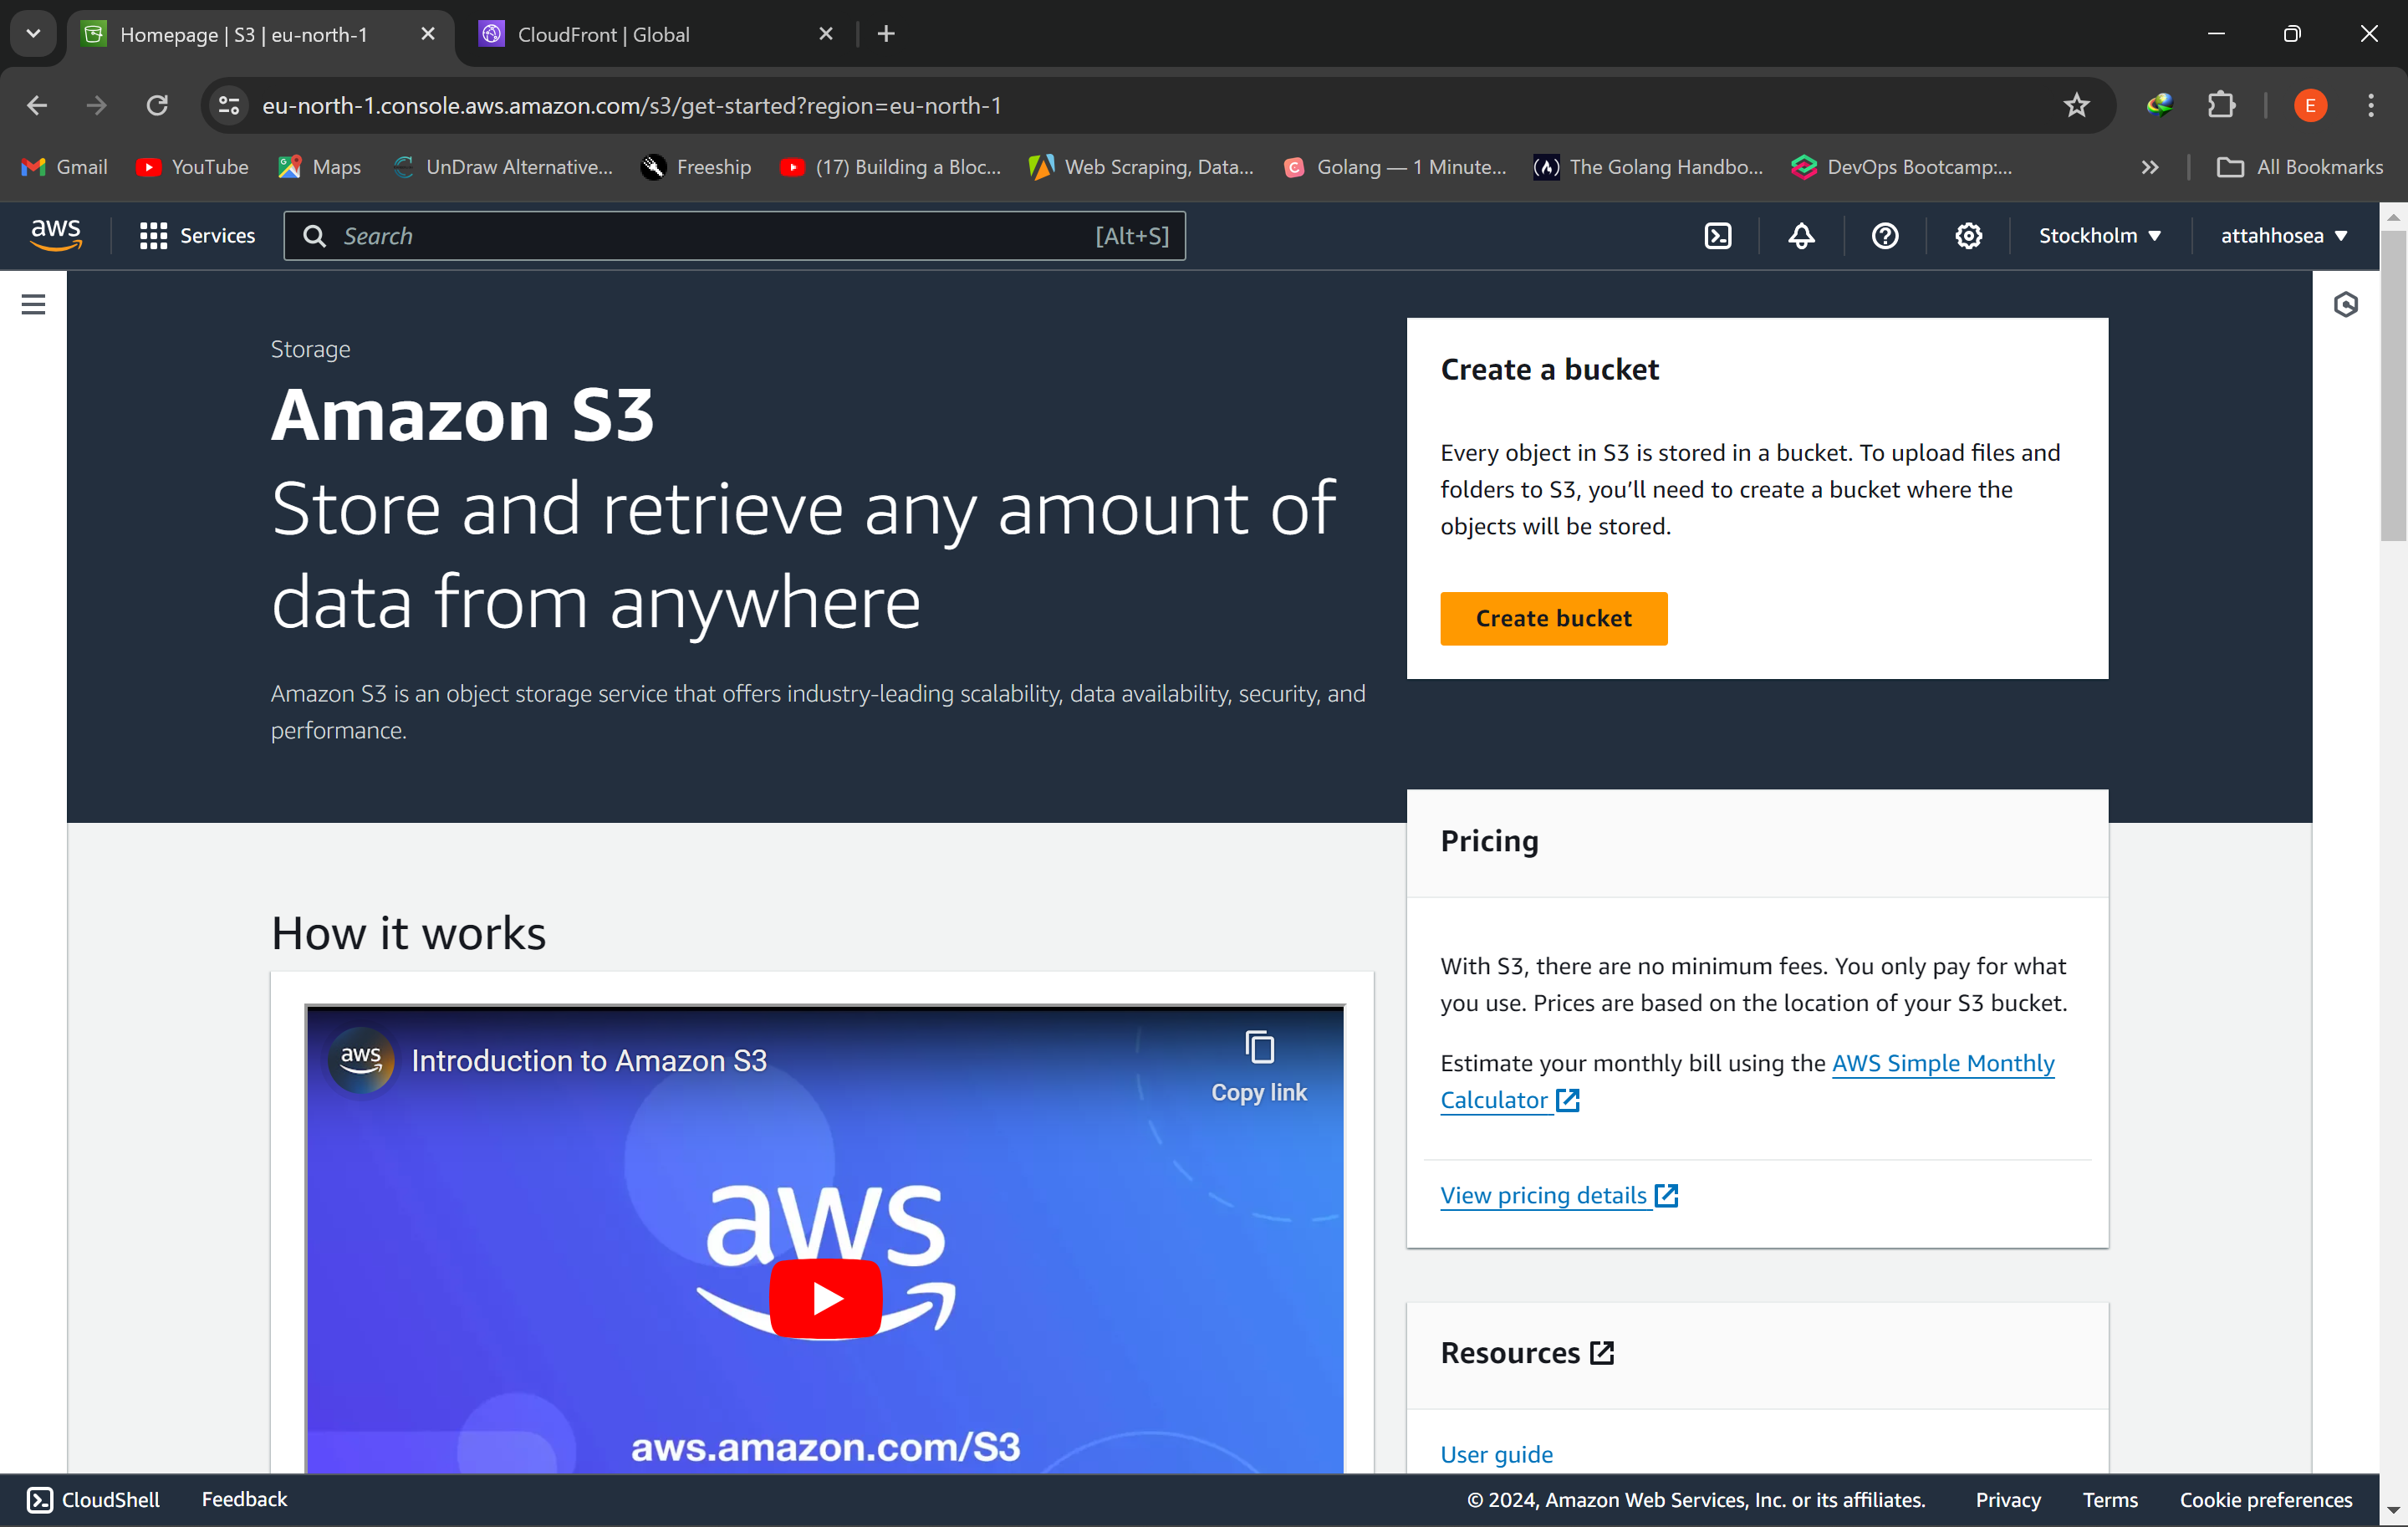 Homepage | S3 | eu-north-1
CloudFront | Global
eu-north-1.console.aws.amazon.com/s3/get-started?region=eu-north-1
E
Gmail
YouTube
Maps
UnDraw Alternative...
Freeship
(17) Building a Bloc...
Web Scraping, Data...
Golang — 1 Minute...
The Golang Handbo...
DevOps Bootcamp:...
All Bookmarks
aws
Services
Search
[Alt+S]
Stockholm
attahhosea
Storage
Amazon S3
Store and retrieve any amount of
data from anywhere
Amazon S3 is an object storage service that offers industry-leading scalability, data availability, security, and
performance.
Create a bucket
Every object in S3 is stored in a bucket. To upload files and
folders to S3, you'll need to create a bucket where the
objects will be stored.
Create bucket
Pricing
With S3, there are no minimum fees. You only pay for what
you use. Prices are based on the location of your S3 bucket.
Estimate your monthly bill using the AWS Simple Monthly
Calculator
View pricing details
How it works
aws
Introduction to Amazon S3
Copy link
aws
aws.amazon.com/S3
Resources
User guide
CloudShell
Feedback
© 2024, Amazon Web Services, Inc. or its affiliates.
Privacy
Terms
Cookie preferences